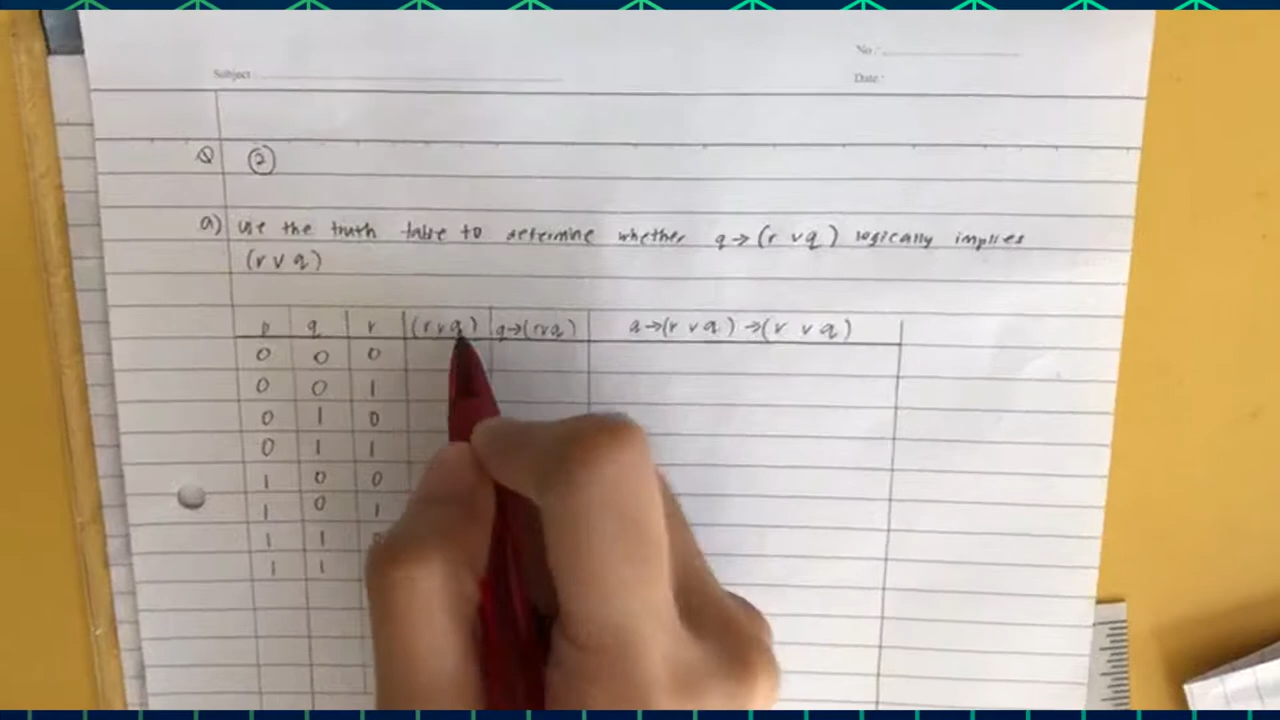 No :
Subject
Date :
Q ②
a) use the truth table to determine whether q → (r ∨ q) logically implies
(r ∨ q)
p q r (r ∨ q) q→(r∨q) q→(r ∨ q) →(r ∨ q)
0 0 0
0 0 1
0 1 0
0 1 1
1 0 0
1 0 1
1 1 0
1 1